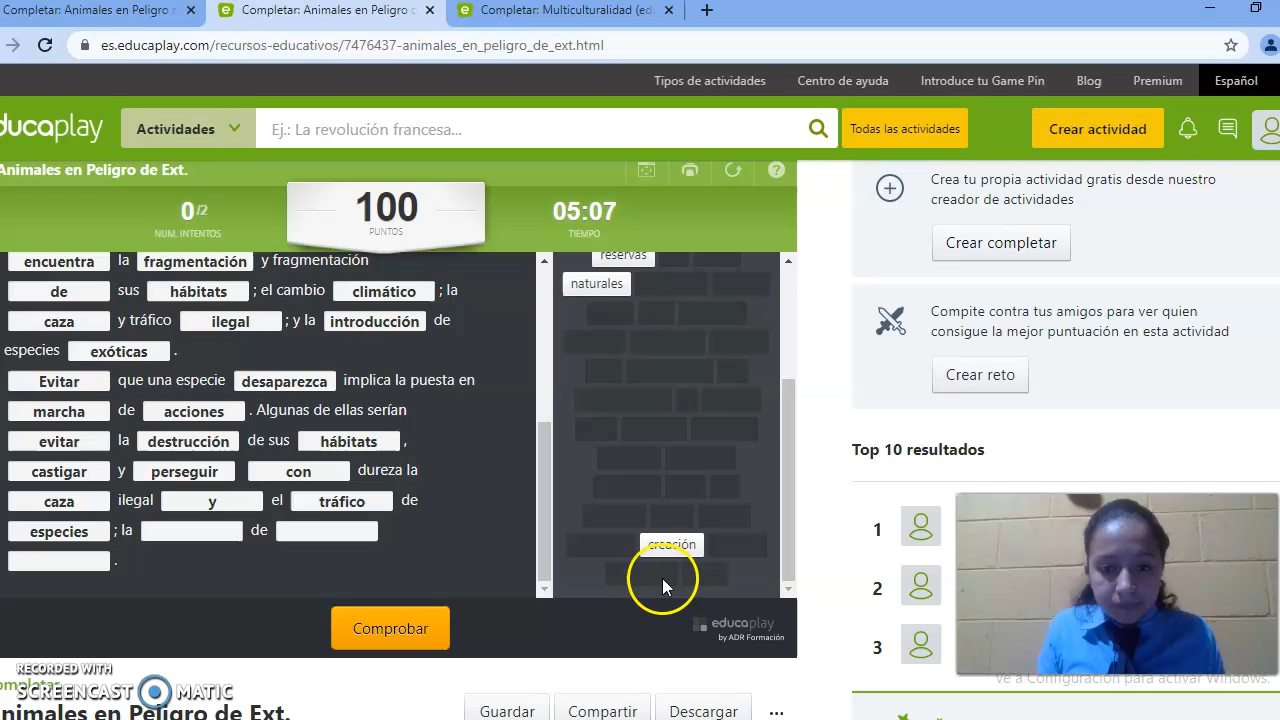 Completar: Animales en Peligro d
Completar: Animales en Peligro d
Completar: Multiculturalidad (ed
es.educaplay.com/recursos-educativos/7476437-animales_en_peligro_de_ext.html
Tipos de actividades Centro de ayuda Introduce tu Game Pin Blog Premium Español
ducaplay Actividades Ej.: La revolución francesa... Todas las actividades Crear actividad
Animales en Peligro de Ext.
0/2 NUM. INTENTOS
100 PUNTOS
05:07 TIEMPO
encuentra la fragmentación y fragmentación
de sus hábitats ; el cambio climático ; la
caza y tráfico ilegal ; y la introducción de
especies exóticas .
Evitar que una especie desaparezca implica la puesta en
marcha de acciones . Algunas de ellas serían
evitar la destrucción de sus hábitats ,
castigar y perseguir con dureza la
caza ilegal y el tráfico de
especies ; la de
.
reservas
naturales
creación
Comprobar
educaplay
by ADR Formación
Crea tu propia actividad gratis desde nuestro
creador de actividades
Crear completar
Compite contra tus amigos para ver quien
consigue la mejor puntuación en esta actividad
Crear reto
Top 10 resultados
1
2
3
RECORDED WITH
SCREENCAST MATIC
ompletar
nimales en Peligro de Ext.
Guardar Compartir Descargar ...
Ve a Configuración para activar Windows.